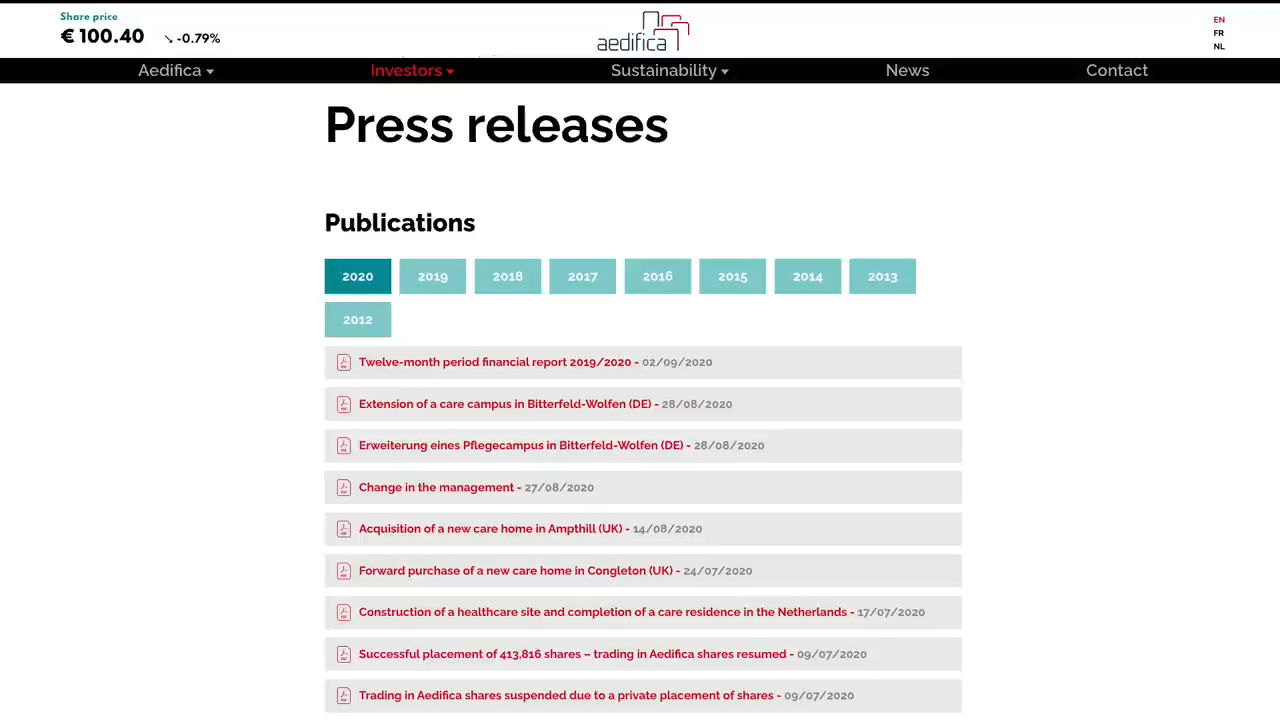 Share price
€ 100.40 ↘ -0.79%
aedifica
EN
FR
NL
Aedifica Investors Sustainability News Contact
Press releases
Publications
2020 2019 2018 2017 2016 2015 2014 2013
2012
Twelve-month period financial report 2019/2020 - 02/09/2020
Extension of a care campus in Bitterfeld-Wolfen (DE) - 28/08/2020
Erweiterung eines Pflegecampus in Bitterfeld-Wolfen (DE) - 28/08/2020
Change in the management - 27/08/2020
Acquisition of a new care home in Ampthill (UK) - 14/08/2020
Forward purchase of a new care home in Congleton (UK) - 24/07/2020
Construction of a healthcare site and completion of a care residence in the Netherlands - 17/07/2020
Successful placement of 413,816 shares – trading in Aedifica shares resumed - 09/07/2020
Trading in Aedifica shares suspended due to a private placement of shares - 09/07/2020